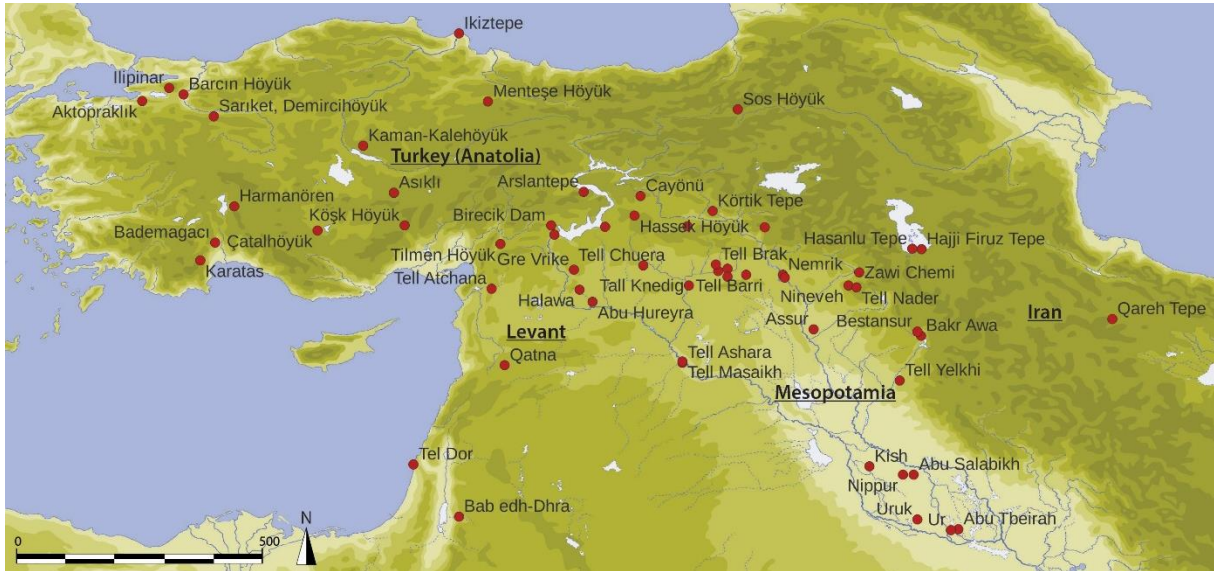 Ikiztepe
Ilipinar
Barcın Höyük
Menteşe Höyük
Sos Höyük
Aktopraklık
Sarıket, Demircihöyük
Kaman-Kalehöyük
Turkey (Anatolia)
Arslantepe
Cayönü
Asıklı
Harmanören
Körtik Tepe
Köşk Höyük
Birecik Dam
Hassek Höyük
Bademagacı
Çatalhöyük
Hasanlu Tepe
Hajji Firuz Tepe
Karatas
Tilmen Höyük
Gre Vrike
Tell Chuera
Tell Brak
Nemrik
Zawi Chemi
Tell Atchana
Tall Knedig
Tell Barri
Nineveh
Tell Nader
Halawa
Abu Hureyra
Assur
Bestansur
Bakr Awa
Iran
Qareh Tepe
Levant
Qatna
Tell Ashara
Tell Masaikh
Tell Yelkhi
Mesopotamia
Tel Dor
Kish
Abu Salabikh
Nippur
Bab edh-Dhra
Uruk
Ur
Abu Tbeirah
N
0
500